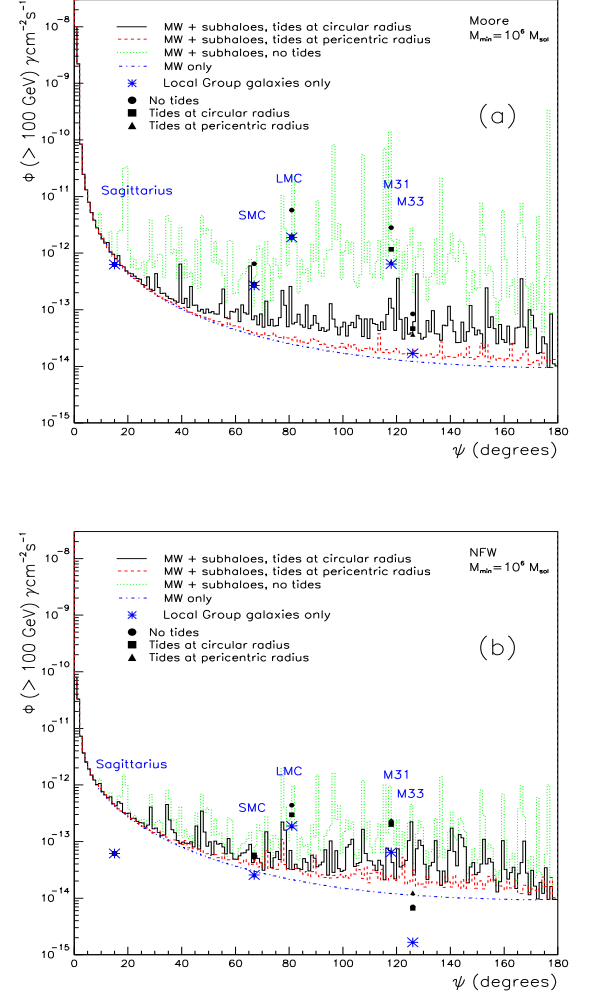 MW + subhaloes, tides at circular radius
MW + subhaloes, tides at pericentric radius
MW + subhaloes, no tides
MW only
Local Group galaxies only
No tides
Tides at circular radius
Tides at pericentric radius
Moore
M_min=10^6 M_sol
(a)
Sagittarius
SMC
LMC
M31
M33
ϕ (> 100 GeV) γcm⁻²s⁻¹
10⁻⁸
10⁻⁹
10⁻¹⁰
10⁻¹¹
10⁻¹²
10⁻¹³
10⁻¹⁴
10⁻¹⁵
0 20 40 60 80 100 120 140 160 180
ψ (degrees)
MW + subhaloes, tides at circular radius
MW + subhaloes, tides at pericentric radius
MW + subhaloes, no tides
MW only
Local Group galaxies only
No tides
Tides at circular radius
Tides at pericentric radius
NFW
M_min=10^6 M_sol
(b)
Sagittarius
SMC
LMC
M31
M33
ϕ (> 100 GeV) γcm⁻²s⁻¹
10⁻⁸
10⁻⁹
10⁻¹⁰
10⁻¹¹
10⁻¹²
10⁻¹³
10⁻¹⁴
10⁻¹⁵
0 20 40 60 80 100 120 140 160 180
ψ (degrees)